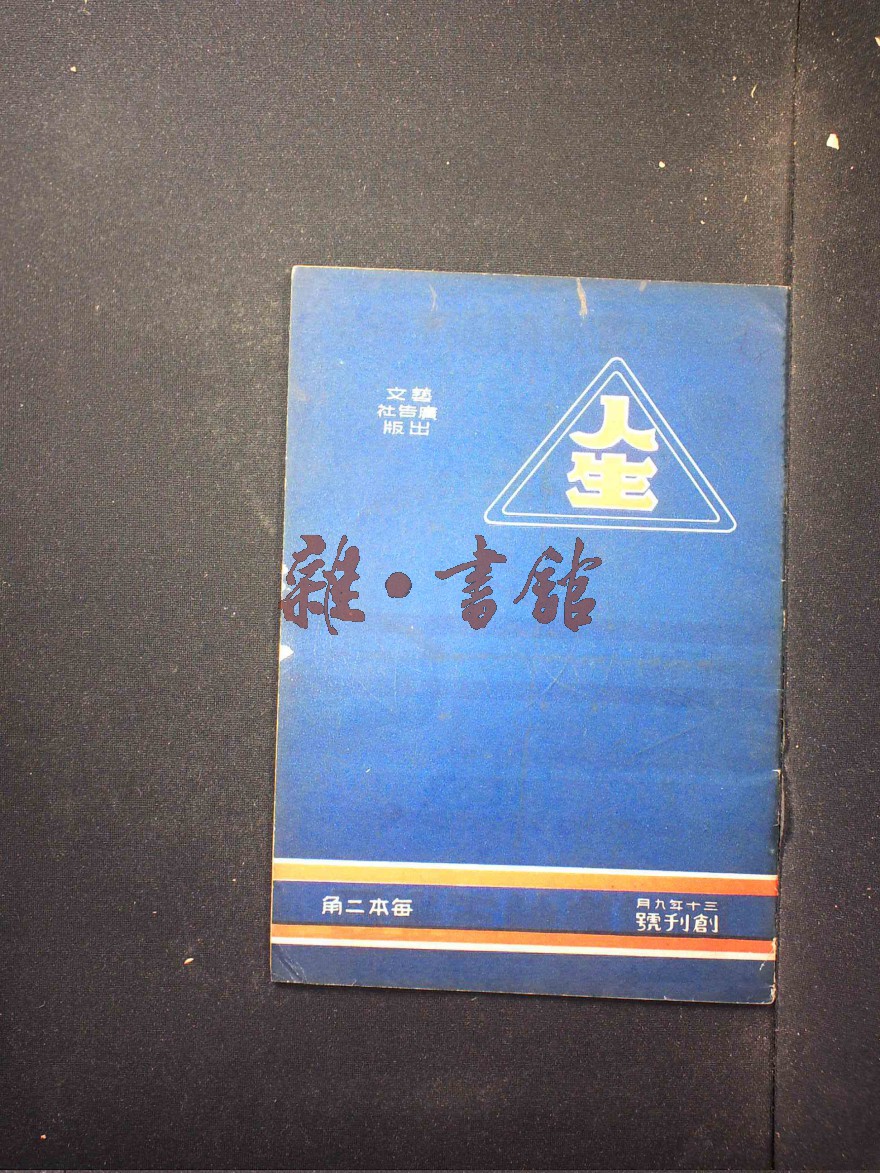 人生
藝文
廣告社
出版
雜·書館
三十年九月
創刊號
每本二角